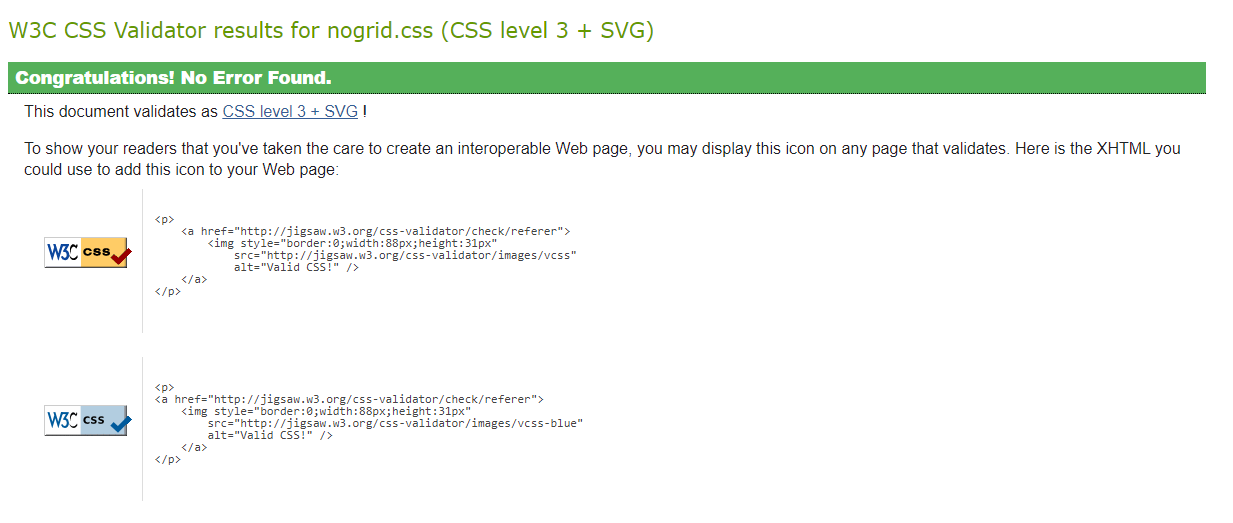 W3C CSS Validator results for nogrid.css (CSS level 3 + SVG)
Congratulations! No Error Found.
This document validates as CSS level 3 + SVG !
To show your readers that you've taken the care to create an interoperable Web page, you may display this icon on any page that validates. Here is the XHTML you
could use to add this icon to your Web page:
W3C css
<p>
<a href="http://jigsaw.w3.org/css-validator/check/referer">
<img style="border:0;width:88px;height:31px"
src="http://jigsaw.w3.org/css-validator/images/vcss"
alt="Valid CSS!" />
</a>
</p>
W3C css
<p>
<a href="http://jigsaw.w3.org/css-validator/check/referer">
<img style="border:0;width:88px;height:31px"
src="http://jigsaw.w3.org/css-validator/images/vcss-blue"
alt="Valid CSS!" />
</a>
</p>